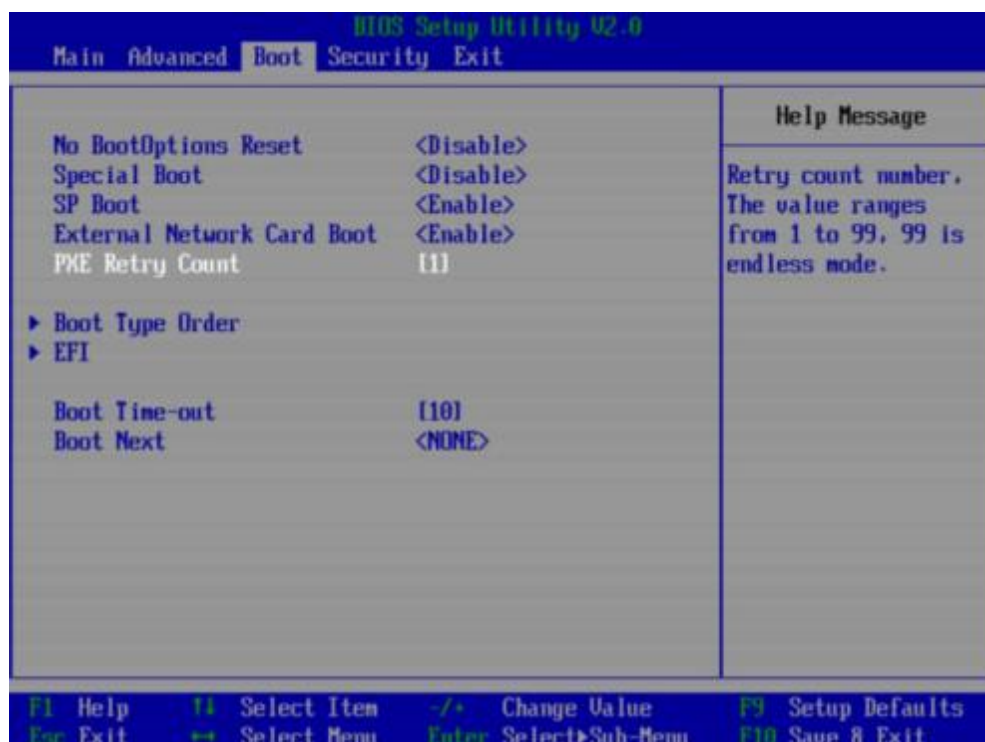 BIOS Setup Utility V2.0
Main Advanced Boot Security Exit
No BootOptions Reset <Disable>
Special Boot <Disable>
SP Boot <Enable>
External Network Card Boot <Enable>
PXE Retry Count [1]
▶ Boot Type Order
▶ EFI
Boot Time-out [10]
Boot Next <NONE>
Help Message
Retry count number.
The value ranges
from 1 to 99, 99 is
endless mode.
F1 Help ↑↓ Select Item -/+ Change Value F9 Setup Defaults
Esc Exit ←→ Select Menu Enter Select▶Sub-Menu F10 Save & Exit